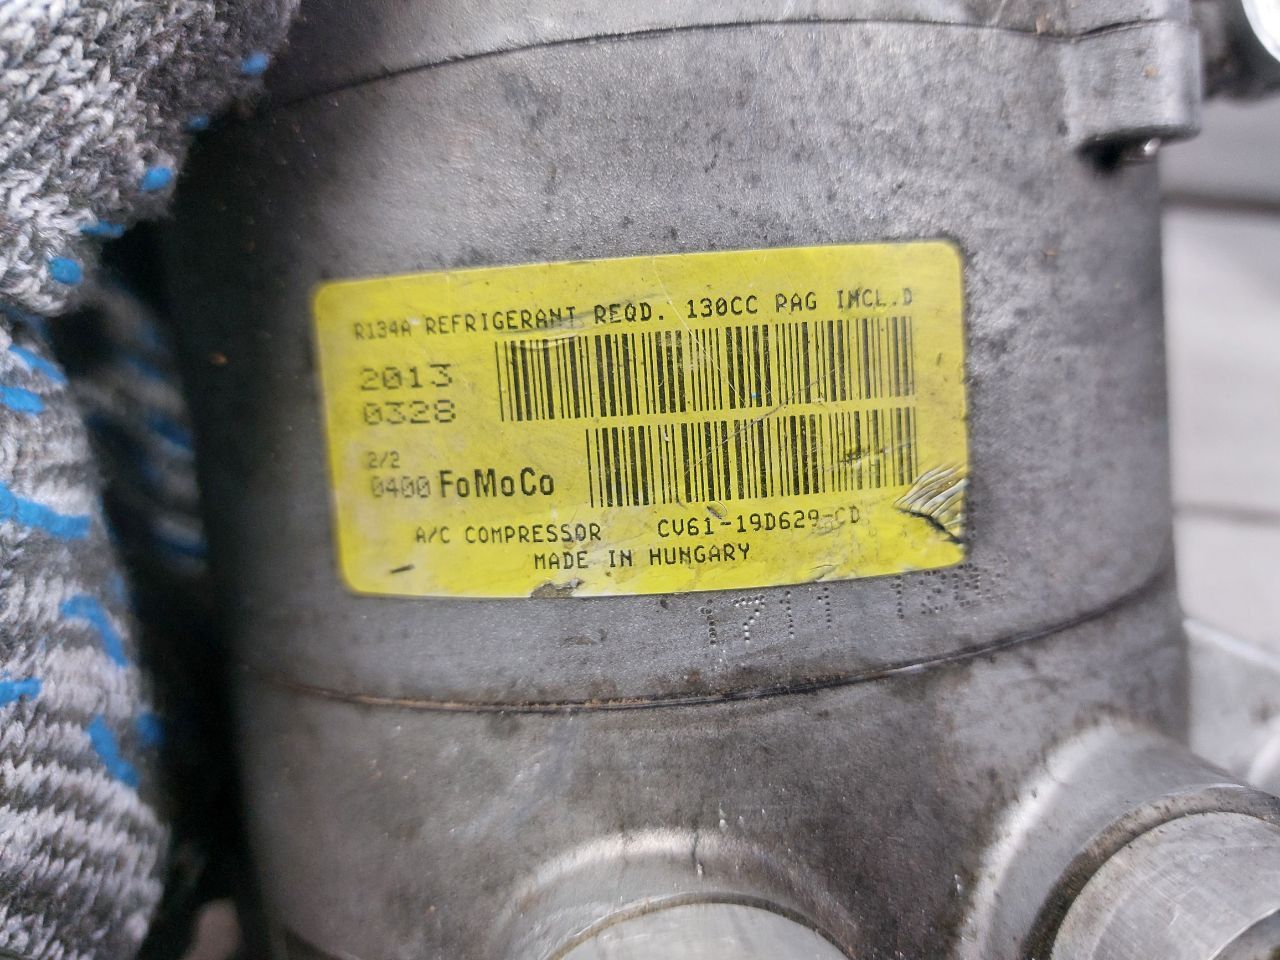 R134A REFRIGERANT REQD. 130CC PAG INCL.D
2013
0328
2/2
0400 FoMoCo
A/C COMPRESSOR CV61-19D629-CD
MADE IN HUNGARY
1711